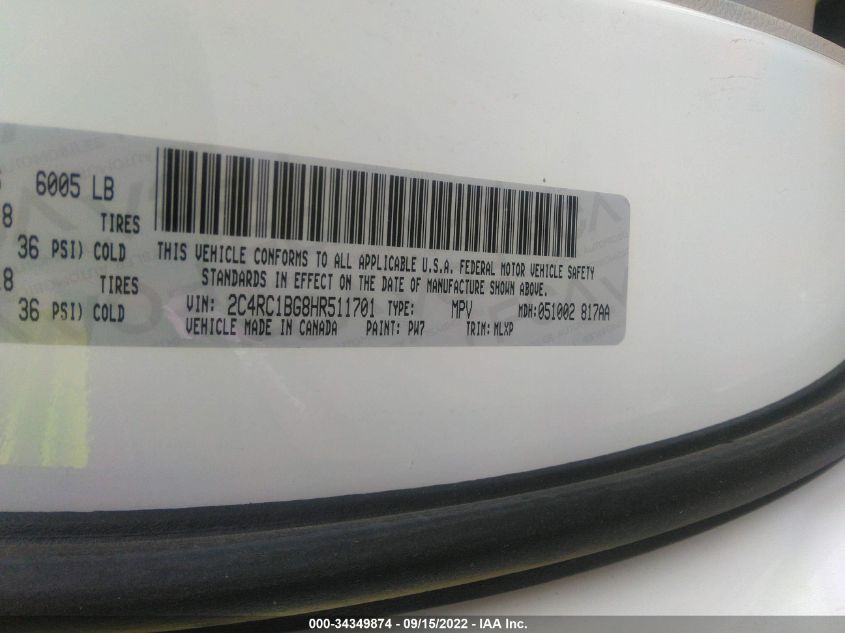 6005 LB
TIRES
36 PSI) COLD
TIRES
36 PSI) COLD
THIS VEHICLE CONFORMS TO ALL APPLICABLE U.S.A. FEDERAL MOTOR VEHICLE SAFETY
STANDARDS IN EFFECT ON THE DATE OF MANUFACTURE SHOWN ABOVE.
VIN: 2C4RC1BG8HR511701 TYPE: MPV MDH:051002 817AA
VEHICLE MADE IN CANADA PAINT: PW7 TRIM: MLXP
000-34349874 - 09/15/2022 - IAA Inc.